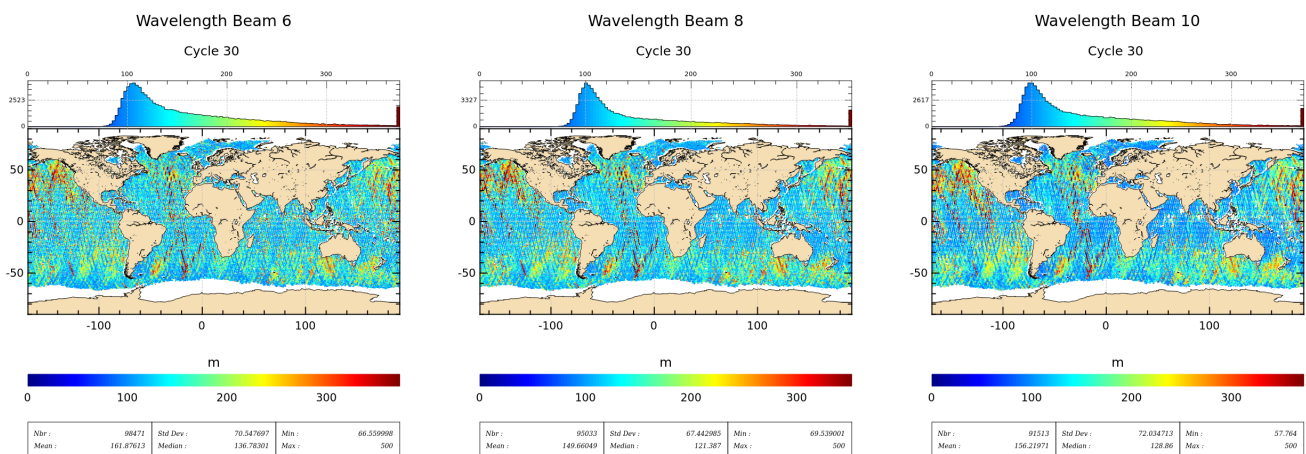 Wavelength Beam 6
Cycle 30
0 100 200 300
2523
0
50
0
-50
-100 0 100
m
0 100 200 300
Nbr : 98471 Std Dev : 70.547697 Min : 66.559998
Mean : 161.87613 Median : 136.78301 Max : 500
Wavelength Beam 8
Cycle 30
0 100 200 300
3327
0
50
0
-50
-100 0 100
m
0 100 200 300
Nbr : 95033 Std Dev : 67.442985 Min : 69.539001
Mean : 149.66049 Median : 121.387 Max : 500
Wavelength Beam 10
Cycle 30
0 100 200 300
2617
0
50
0
-50
-100 0 100
m
0 100 200 300
Nbr : 91513 Std Dev : 72.034713 Min : 57.764
Mean : 156.21971 Median : 128.86 Max : 500